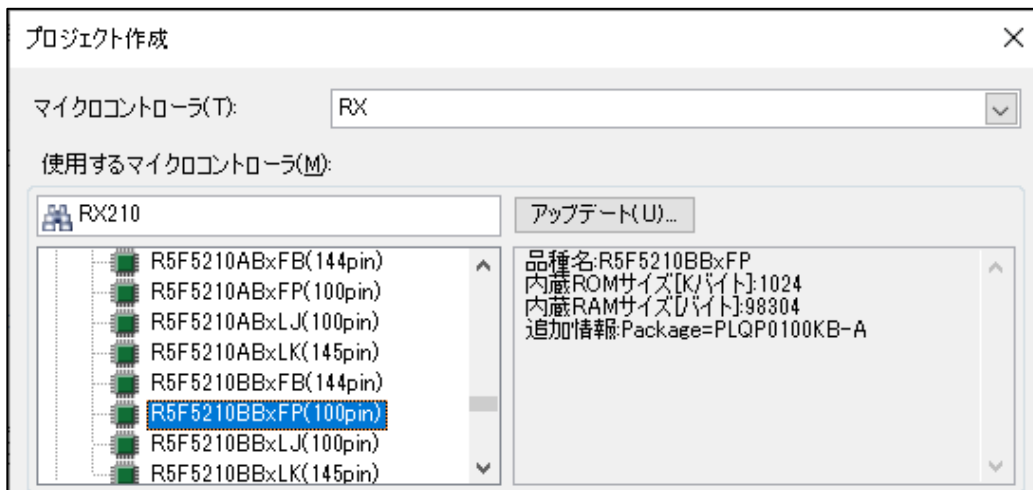 プロジェクト作成
マイクロコントローラ(T): RX
使用するマイクロコントローラ(M):
RX210
アップデート(U)...
R5F5210ABxFB(144pin)
R5F5210ABxFP(100pin)
R5F5210ABxLJ(100pin)
R5F5210ABxLK(145pin)
R5F5210BBxFB(144pin)
R5F5210BBxFP(100pin)
R5F5210BBxLJ(100pin)
R5F5210BBxLK(145pin)
品種名:R5F5210BBxFP
内蔵ROMサイズ[Kバイト]:1024
内蔵RAMサイズ[バイト]:98304
追加情報:Package=PLQP0100KB-A